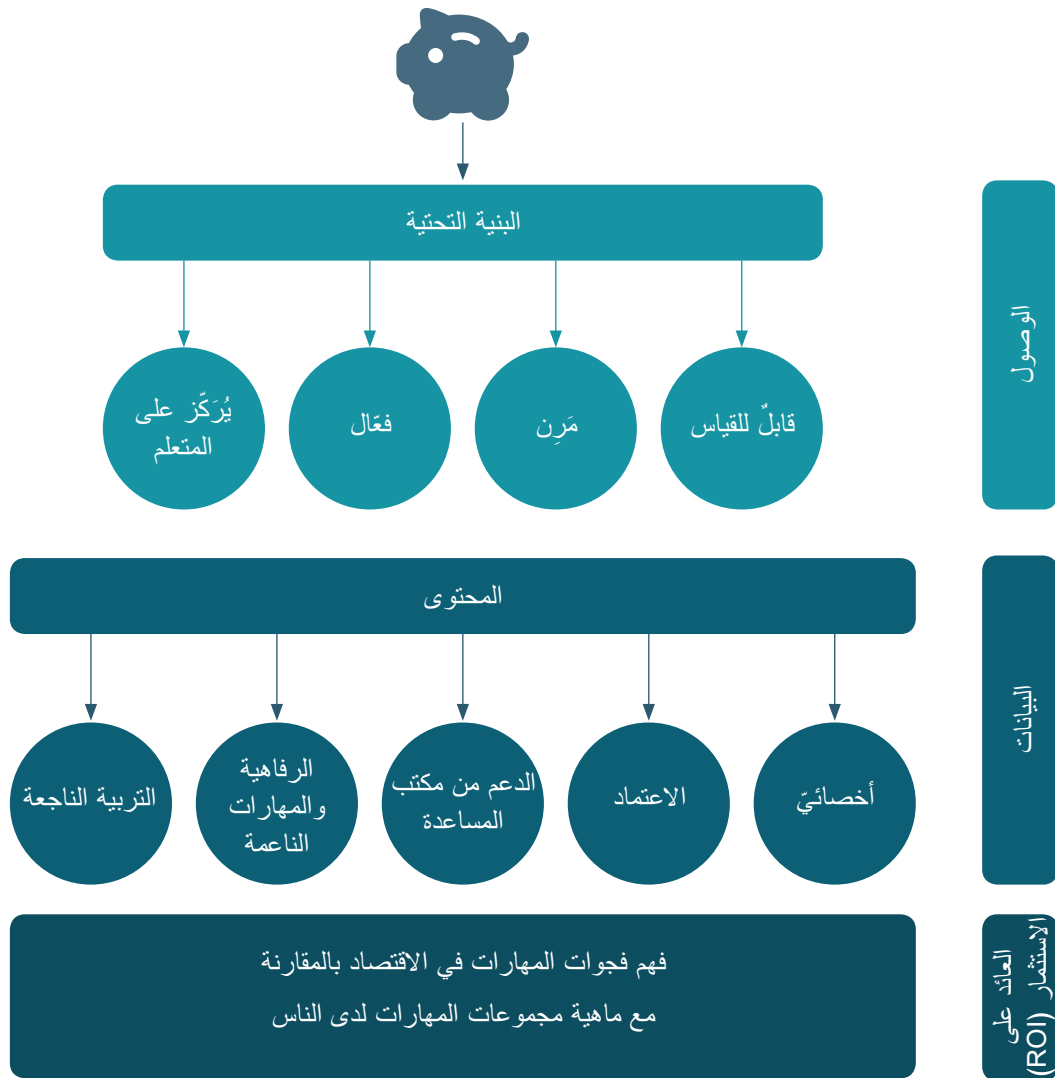 البنية التحتية
قابلٌ للقياس
مَرِن
فعّال
يُرَكّز على
المتعلم
الوصول
المحتوى
أخصائيّ
الاعتماد
الدعم من مكتب
المساعدة
الرفاهية
والمهارات
الناعمة
التربية الناجعة
البيانات
فهم فجوات المهارات في الاقتصاد بالمقارنة
مع ماهية مجموعات المهارات لدى الناس
العائد على
الاستثمار (ROI)